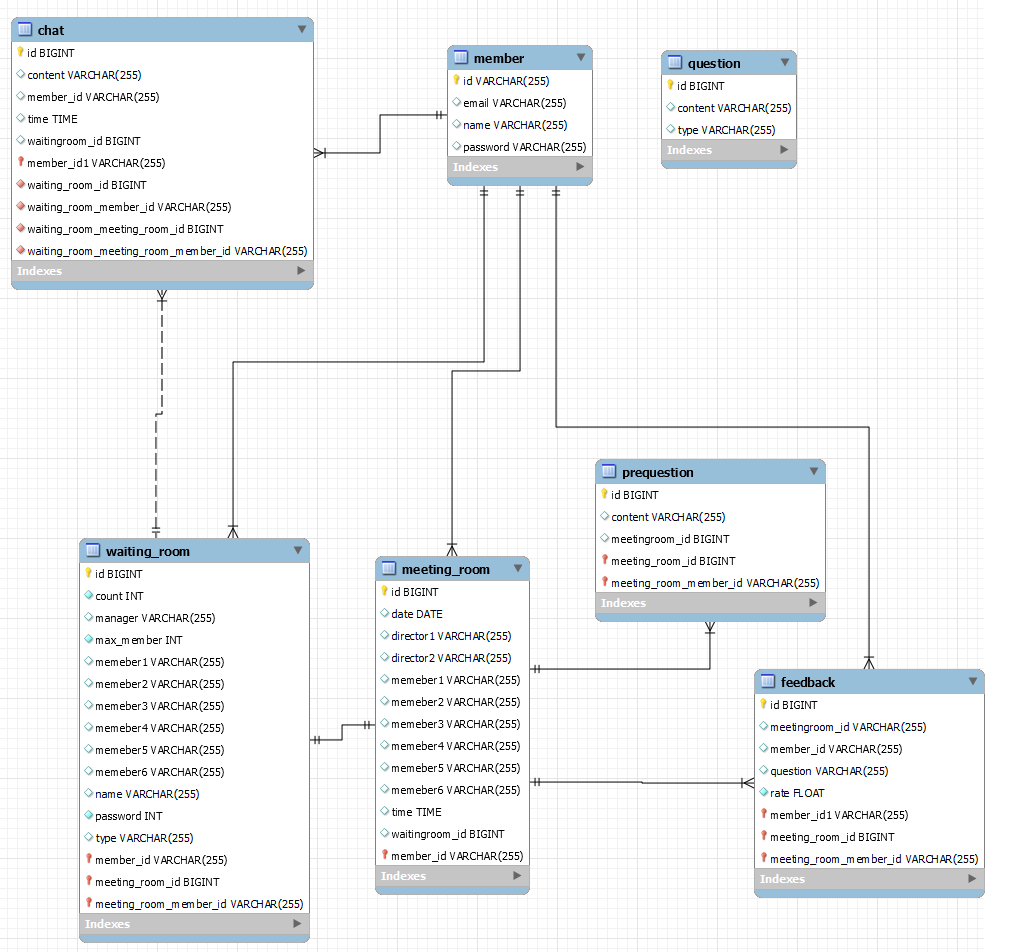 chat
id BIGINT
content VARCHAR(255)
member_id VARCHAR(255)
time TIME
waitingroom_id BIGINT
member_id1 VARCHAR(255)
waiting_room_id BIGINT
waiting_room_member_id VARCHAR(255)
waiting_room_meeting_room_id BIGINT
waiting_room_meeting_room_member_id VARCHAR(255)
Indexes
member
id VARCHAR(255)
email VARCHAR(255)
name VARCHAR(255)
password VARCHAR(255)
Indexes
question
id BIGINT
content VARCHAR(255)
type VARCHAR(255)
Indexes
prequestion
id BIGINT
content VARCHAR(255)
meetingroom_id BIGINT
meeting_room_id BIGINT
meeting_room_member_id VARCHAR(255)
Indexes
waiting_room
id BIGINT
count INT
manager VARCHAR(255)
max_member INT
memeber1 VARCHAR(255)
memeber2 VARCHAR(255)
memeber3 VARCHAR(255)
memeber4 VARCHAR(255)
memeber5 VARCHAR(255)
memeber6 VARCHAR(255)
name VARCHAR(255)
password INT
type VARCHAR(255)
member_id VARCHAR(255)
meeting_room_id BIGINT
meeting_room_member_id VARCHAR(255)
Indexes
meeting_room
id BIGINT
date DATE
director1 VARCHAR(255)
director2 VARCHAR(255)
memeber1 VARCHAR(255)
memeber2 VARCHAR(255)
memeber3 VARCHAR(255)
memeber4 VARCHAR(255)
memeber5 VARCHAR(255)
memeber6 VARCHAR(255)
time TIME
waitingroom_id BIGINT
member_id VARCHAR(255)
Indexes
feedback
id BIGINT
meetingroom_id VARCHAR(255)
member_id VARCHAR(255)
question VARCHAR(255)
rate FLOAT
member_id1 VARCHAR(255)
meeting_room_id BIGINT
meeting_room_member_id VARCHAR(255)
Indexes